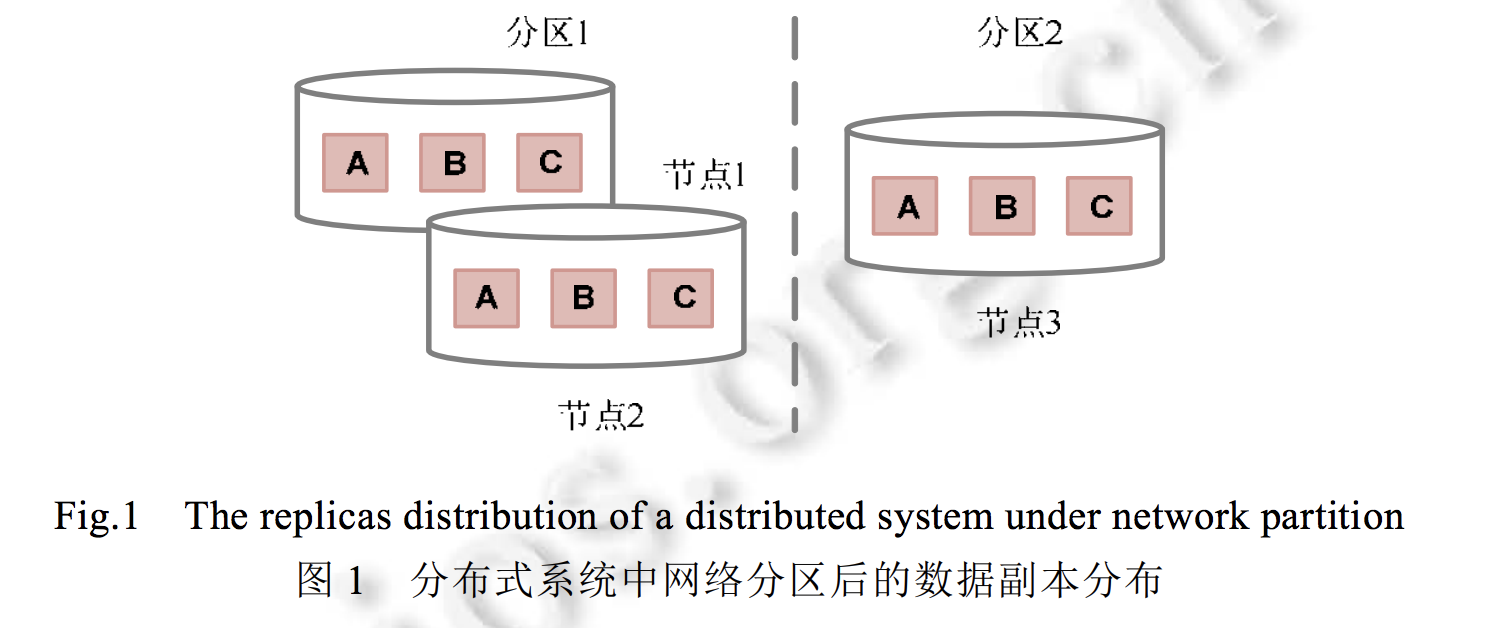 分区1
分区2
A B C
节点1
A B C
A B C
节点3
节点2
Fig.1 The replicas distribution of a distributed system under network partition
图 1 分布式系统中网络分区后的数据副本分布